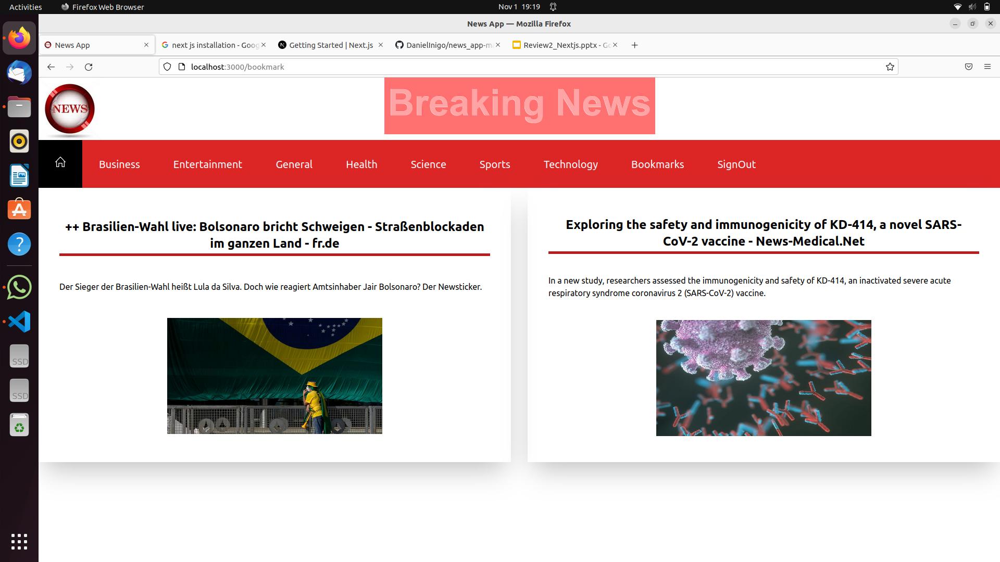 Activities
Firefox Web Browser
Nov 1 19:19
News App — Mozilla Firefox
News App
next js installation - Goog
Getting Started | Next.js
DanielInigo/news_app-ma
Review2_Nextjs.pptx - Go
localhost:3000/bookmark
NEWS
Breaking News
Business
Entertainment
General
Health
Science
Sports
Technology
Bookmarks
SignOut
++ Brasilien-Wahl live: Bolsonaro bricht Schweigen - Straßenblockaden
im ganzen Land - fr.de
Der Sieger der Brasilien-Wahl heißt Lula da Silva. Doch wie reagiert Amtsinhaber Jair Bolsonaro? Der Newsticker.
Exploring the safety and immunogenicity of KD-414, a novel SARS-
CoV-2 vaccine - News-Medical.Net
In a new study, researchers assessed the immunogenicity and safety of KD-414, an inactivated severe acute
respiratory syndrome coronavirus 2 (SARS-CoV-2) vaccine.
SSD
SSD